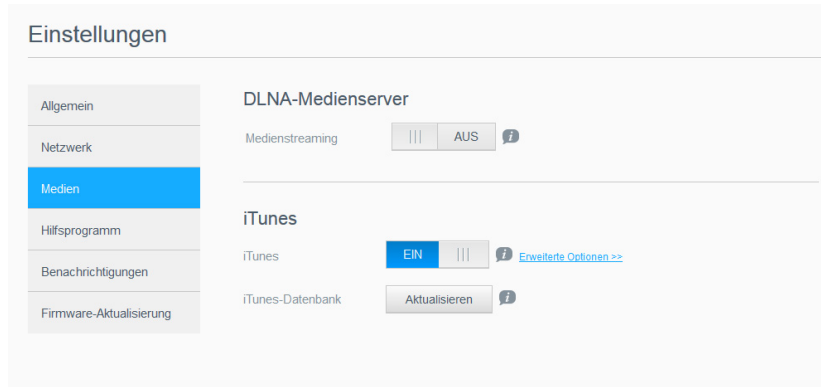 Einstellungen
Allgemein
Netzwerk
Medien
Hilfsprogramm
Benachrichtigungen
Firmware-Aktualisierung
DLNA-Medienserver
Medienstreaming AUS
iTunes
iTunes EIN Erweiterte Optionen >>
iTunes-Datenbank Aktualisieren